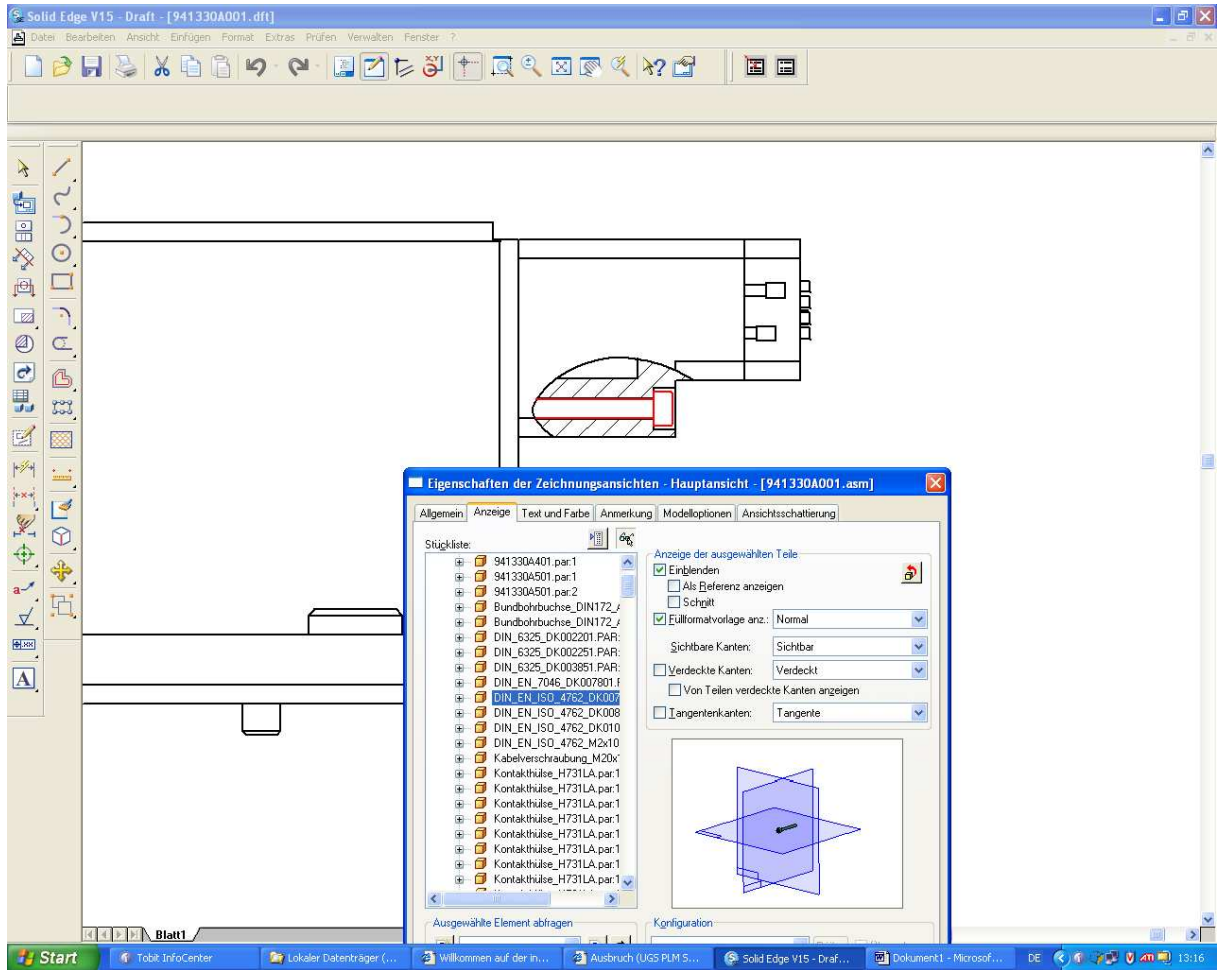 Solid Edge V15 - Draft - [941330A001.dft]
Datei Bearbeiten Ansicht Einfügen Format Extras Prüfen Verwalten Fenster ?
Eigenschaften der Zeichnungsansichten - Hauptansicht - [941330A001.asm]
Allgemein Anzeige Text und Farbe Anmerkung Modelloptionen Ansichtsschattierung
Stückliste:
941330A401.par:1
941330A501.par:1
941330A501.par:2
Bundbohrbuchse_DIN172_
Bundbohrbuchse_DIN172_
DIN_6325_DK002201.PAR:
DIN_6325_DK002251.PAR:
DIN_6325_DK003851.PAR:
DIN_EN_7046_DK007801.
DIN_EN_ISO_4762_DK007
DIN_EN_ISO_4762_DK008
DIN_EN_ISO_4762_DK010
DIN_EN_ISO_4762_M2x10
Kabelverschraubung_M20x
Kontakthülse_H731LA.par:1
Kontakthülse_H731LA.par:1
Kontakthülse_H731LA.par:1
Kontakthülse_H731LA.par:1
Kontakthülse_H731LA.par:1
Kontakthülse_H731LA.par:1
Kontakthülse_H731LA.par:1
Kontakthülse_H731LA.par:1
Anzeige der ausgewählten Teile
Einblenden
Als Referenz anzeigen
Schnitt
Füllformatvorlage anz.: Normal
Sichtbare Kanten: Sichtbar
Verdeckte Kanten: Verdeckt
Von Teilen verdeckte Kanten anzeigen
Tangentenkanten: Tangente
Ausgewählte Element abfragen
Konfiguration
Blatt1
Start Tobit InfoCenter Lokaler Datenträger (... Willkommen auf der in... Ausbruch (UGS PLM S... Solid Edge V15 - Draf... Dokument1 - Microsof... DE 13:16